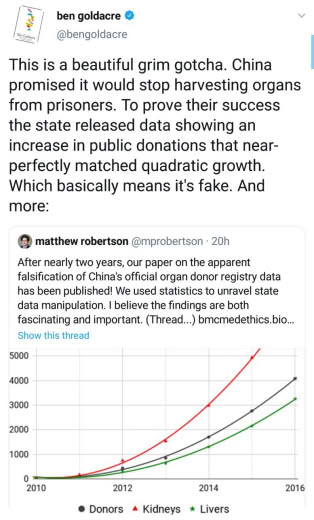 ben goldacre
@bengoldacre
This is a beautiful grim gotcha. China
promised it would stop harvesting organs
from prisoners. To prove their success
the state released data showing an
increase in public donations that near-
perfectly matched quadratic growth.
Which basically means it's fake. And
more:
matthew robertson @mprobertson · 20h
After nearly two years, our paper on the apparent
falsification of China's official organ donor registry data
has been published! We used statistics to unravel state
data manipulation. I believe the findings are both
fascinating and important. (Thread...) bmcmedethics.bio...
Show this thread
5000
4000
3000
2000
1000
0
2010 2012 2014 2016
Donors Kidneys Livers